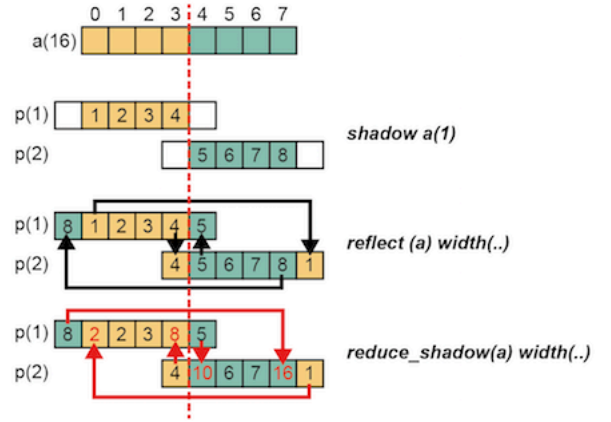 0 1 2 3 4 5 6 7
a(16)
p(1) 1 2 3 4
shadow a(1)
p(2) 5 6 7 8
p(1) 8 1 2 3 4 5
reflect (a) width(..)
p(2) 4 5 6 7 8 1
p(1) 8 2 2 3 8 5
reduce_shadow(a) width(..)
p(2) 4 10 6 7 16 1